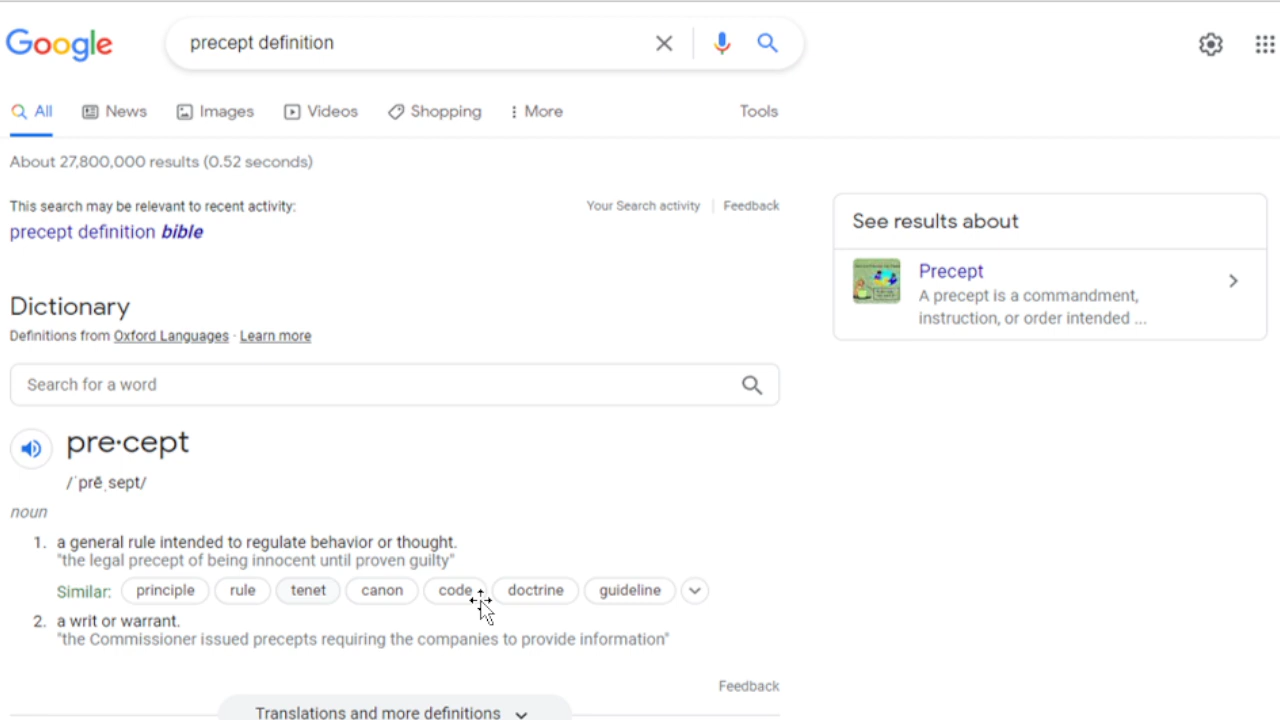 Google
precept definition
All News Images Videos Shopping More Tools
About 27,800,000 results (0.52 seconds)
This search may be relevant to recent activity: Your Search activity Feedback
precept definition bible
See results about
Precept
A precept is a commandment,
instruction, or order intended ...
Dictionary
Definitions from Oxford Languages · Learn more
Search for a word
pre·cept
/ˈprēˌsept/
noun
1. a general rule intended to regulate behavior or thought.
"the legal precept of being innocent until proven guilty"
Similar: principle rule tenet canon code doctrine guideline
2. a writ or warrant.
"the Commissioner issued precepts requiring the companies to provide information"
Feedback
Translations and more definitions